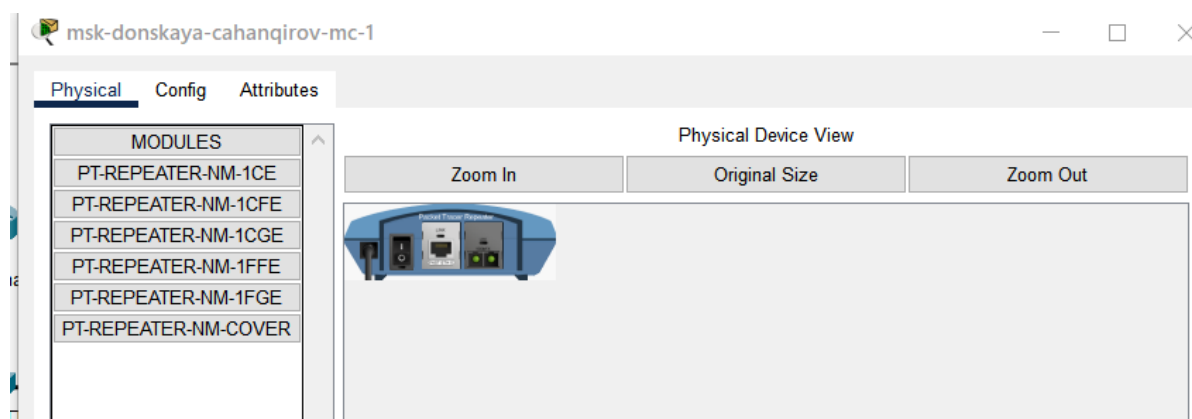 msk-donskaya-cahanqirov-mc-1
Physical Config Attributes
MODULES
PT-REPEATER-NM-1CE
PT-REPEATER-NM-1CFE
PT-REPEATER-NM-1CGE
PT-REPEATER-NM-1FFE
PT-REPEATER-NM-1FGE
PT-REPEATER-NM-COVER
Physical Device View
Zoom In Original Size Zoom Out
Packet Tracer Repeater